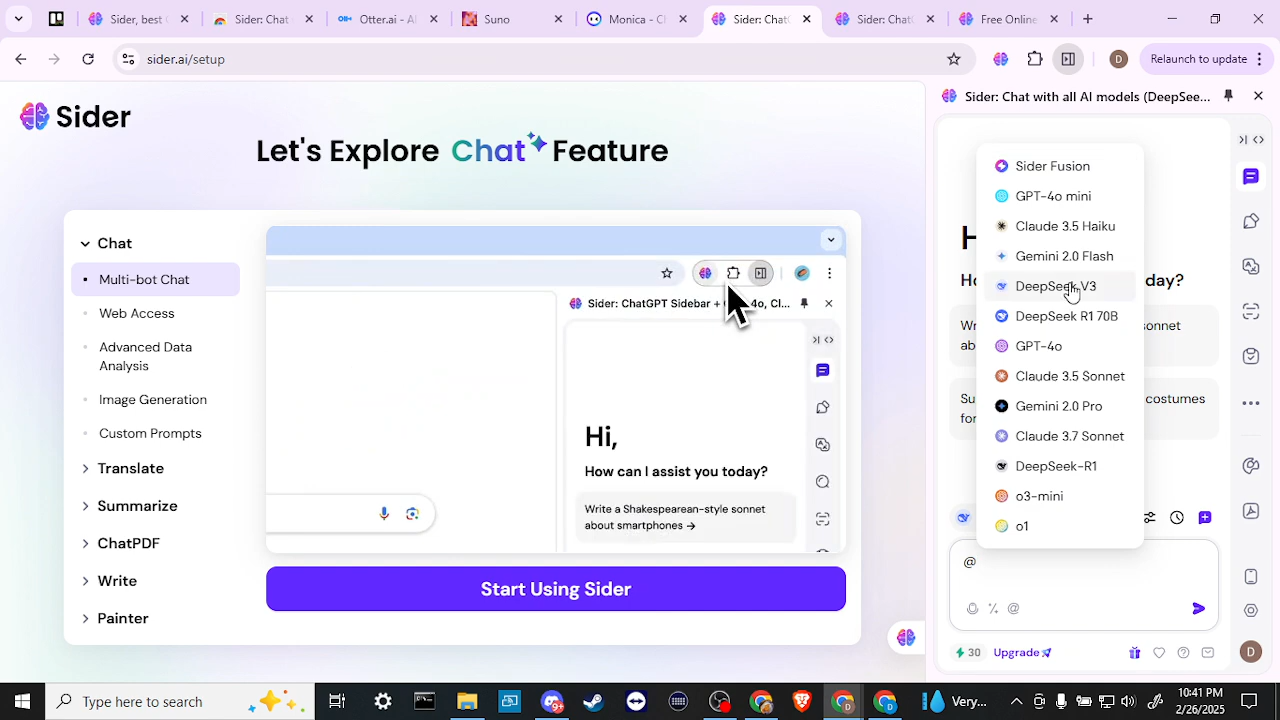 Sider, best
Sider: Chat
Otter.ai - A
Suno
Monica - C
Sider: Chat
Sider: Chat
Free Online
sider.ai/setup
D
Relaunch to update
Sider
Let's Explore Chat Feature
Chat
Multi-bot Chat
Web Access
Advanced Data
Analysis
Image Generation
Custom Prompts
Translate
Summarize
ChatPDF
Write
Painter
Sider: ChatGPT Sidebar + 4o, Cl...
Hi,
How can I assist you today?
Write a Shakespearean-style sonnet
about smartphones →
Start Using Sider
Sider: Chat with all AI models (DeepSee...
H
Ho day?
Wr sonnet
ab
Su costumes
for
Sider Fusion
GPT-4o mini
Claude 3.5 Haiku
Gemini 2.0 Flash
DeepSeek V3
DeepSeek R1 70B
GPT-4o
Claude 3.5 Sonnet
Gemini 2.0 Pro
Claude 3.7 Sonnet
DeepSeek-R1
o3-mini
o1
@
30 Upgrade
D
Type here to search
Very...
10:41 PM
2/26/2025